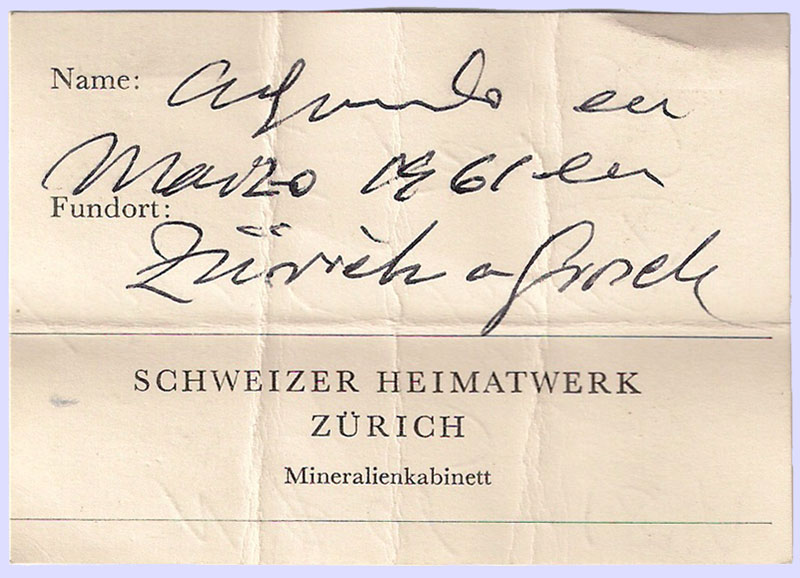 Name:
en
Marzo 1961 en
Fundort:
Zürich a
SCHWEIZER HEIMATWERK
ZÜRICH
Mineralienkabinett